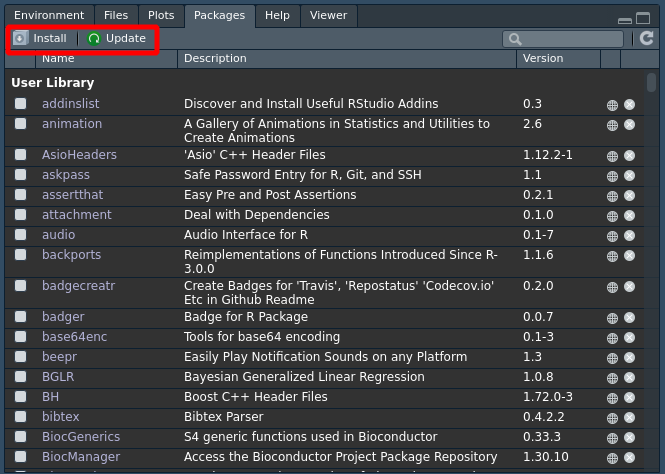 Environment Files Plots Packages Help Viewer
Install Update
Name Description Version
User Library
addinslist Discover and Install Useful RStudio Addins 0.3
animation A Gallery of Animations in Statistics and Utilities to 2.6
Create Animations
AsioHeaders 'Asio' C++ Header Files 1.12.2-1
askpass Safe Password Entry for R, Git, and SSH 1.1
assertthat Easy Pre and Post Assertions 0.2.1
attachment Deal with Dependencies 0.1.0
audio Audio Interface for R 0.1-7
backports Reimplementations of Functions Introduced Since R- 1.1.6
3.0.0
badgecreatr Create Badges for 'Travis', 'Repostatus' 'Codecov.io' 0.2.0
Etc in Github Readme
badger Badge for R Package 0.0.7
base64enc Tools for base64 encoding 0.1-3
beepr Easily Play Notification Sounds on any Platform 1.3
BGLR Bayesian Generalized Linear Regression 1.0.8
BH Boost C++ Header Files 1.72.0-3
bibtex Bibtex Parser 0.4.2.2
BiocGenerics S4 generic functions used in Bioconductor 0.33.3
BiocManager Access the Bioconductor Project Package Repository 1.30.10